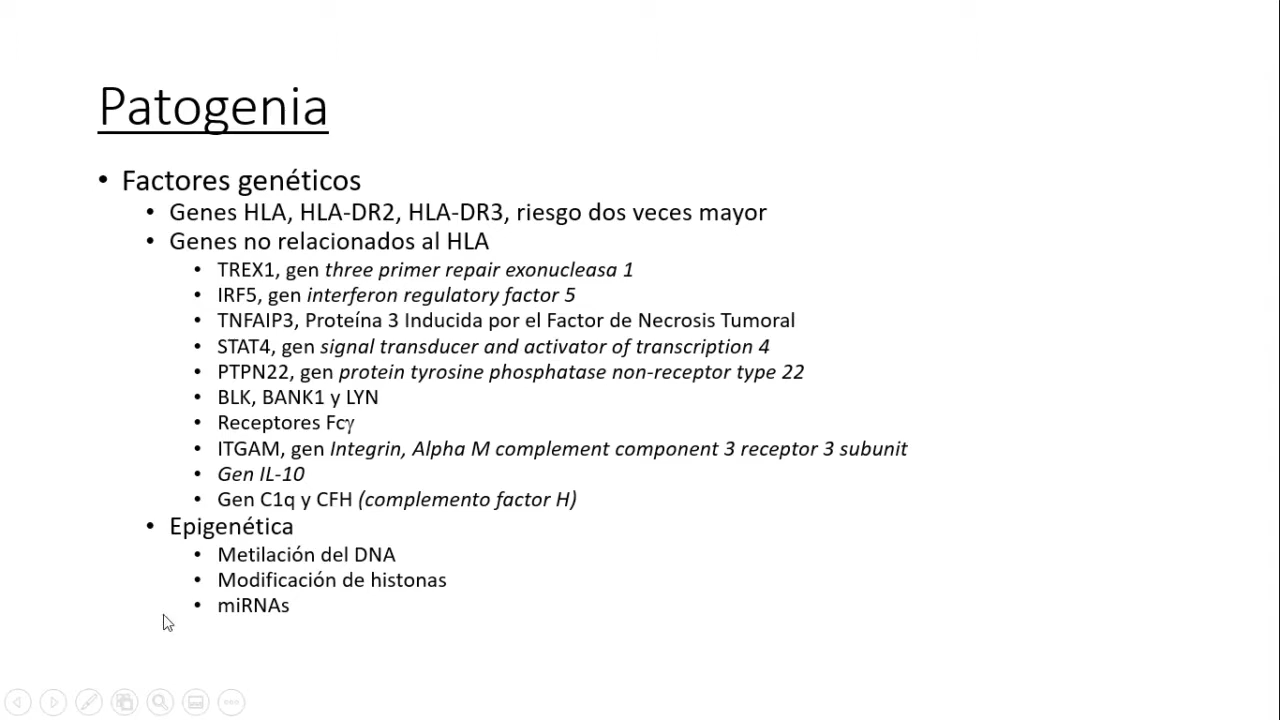 Patogenia
• Factores genéticos
• Genes HLA, HLA-DR2, HLA-DR3, riesgo dos veces mayor
• Genes no relacionados al HLA
• TREX1, gen three primer repair exonucleasa 1
• IRF5, gen interferon regulatory factor 5
• TNFAIP3, Proteína 3 Inducida por el Factor de Necrosis Tumoral
• STAT4, gen signal transducer and activator of transcription 4
• PTPN22, gen protein tyrosine phosphatase non-receptor type 22
• BLK, BANK1 y LYN
• Receptores Fcγ
• ITGAM, gen Integrin, Alpha M complement component 3 receptor 3 subunit
• Gen IL-10
• Gen C1q y CFH (complemento factor H)
• Epigenética
• Metilación del DNA
• Modificación de histonas
• miRNAs